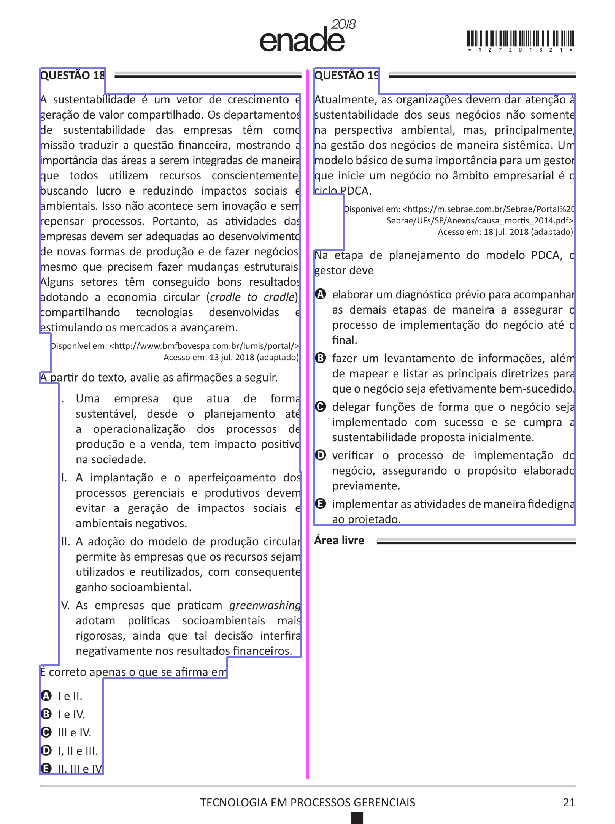 enade2018
*R2720182 1*
QUESTÃO 18
A sustentabilidade é um vetor de crescimento e
geração de valor compartilhado. Os departamentos
de sustentabilidade das empresas têm como
missão traduzir a questão financeira, mostrando a
importância das áreas a serem integradas de maneira
que todos utilizem recursos conscientemente,
buscando lucro e reduzindo impactos sociais e
ambientais. Isso não acontece sem inovação e sem
repensar processos. Portanto, as atividades das
empresas devem ser adequadas ao desenvolvimento
de novas formas de produção e de fazer negócios,
mesmo que precisem fazer mudanças estruturais.
Alguns setores têm conseguido bons resultados
adotando a economia circular (cradle to cradle),
compartilhando tecnologias desenvolvidas e
estimulando os mercados a avançarem.
Disponível em: <http://www.bmfbovespa.com.br/lumis/portal/>.
Acesso em: 13 jul. 2018 (adaptado).
A partir do texto, avalie as afirmações a seguir.
I. Uma empresa que atua de forma
sustentável, desde o planejamento até
a operacionalização dos processos de
produção e a venda, tem impacto positivo
na sociedade.
II. A implantação e o aperfeiçoamento dos
processos gerenciais e produtivos devem
evitar a geração de impactos sociais e
ambientais negativos.
III. A adoção do modelo de produção circular
permite às empresas que os recursos sejam
utilizados e reutilizados, com consequente
ganho socioambiental.
IV. As empresas que praticam greenwashing
adotam políticas socioambientais mais
rigorosas, ainda que tal decisão interfira
negativamente nos resultados financeiros.
É correto apenas o que se afirma em
A I e II.
B I e IV.
C III e IV.
D I, II e III.
E II, III e IV
QUESTÃO 19
Atualmente, as organizações devem dar atenção à
sustentabilidade dos seus negócios não somente
na perspectiva ambiental, mas, principalmente,
na gestão dos negócios de maneira sistêmica. Um
modelo básico de suma importância para um gestor
que inicie um negócio no âmbito empresarial é o
ciclo PDCA.
Disponível em: <https://m.sebrae.com.br/Sebrae/Portal%20
Sebrae/UFs/SP/Anexos/causa_mortis_2014.pdf>.
Acesso em: 18 jul. 2018 (adaptado).
Na etapa de planejamento do modelo PDCA, o
gestor deve
A elaborar um diagnóstico prévio para acompanhar
as demais etapas de maneira a assegurar o
processo de implementação do negócio até o
final.
B fazer um levantamento de informações, além
de mapear e listar as principais diretrizes para
que o negócio seja efetivamente bem-sucedido.
C delegar funções de forma que o negócio seja
implementado com sucesso e se cumpra a
sustentabilidade proposta inicialmente.
D verificar o processo de implementação do
negócio, assegurando o propósito elaborado
previamente.
E implementar as atividades de maneira fidedigna
ao projetado.
Área livre
TECNOLOGIA EM PROCESSOS GERENCIAIS 21